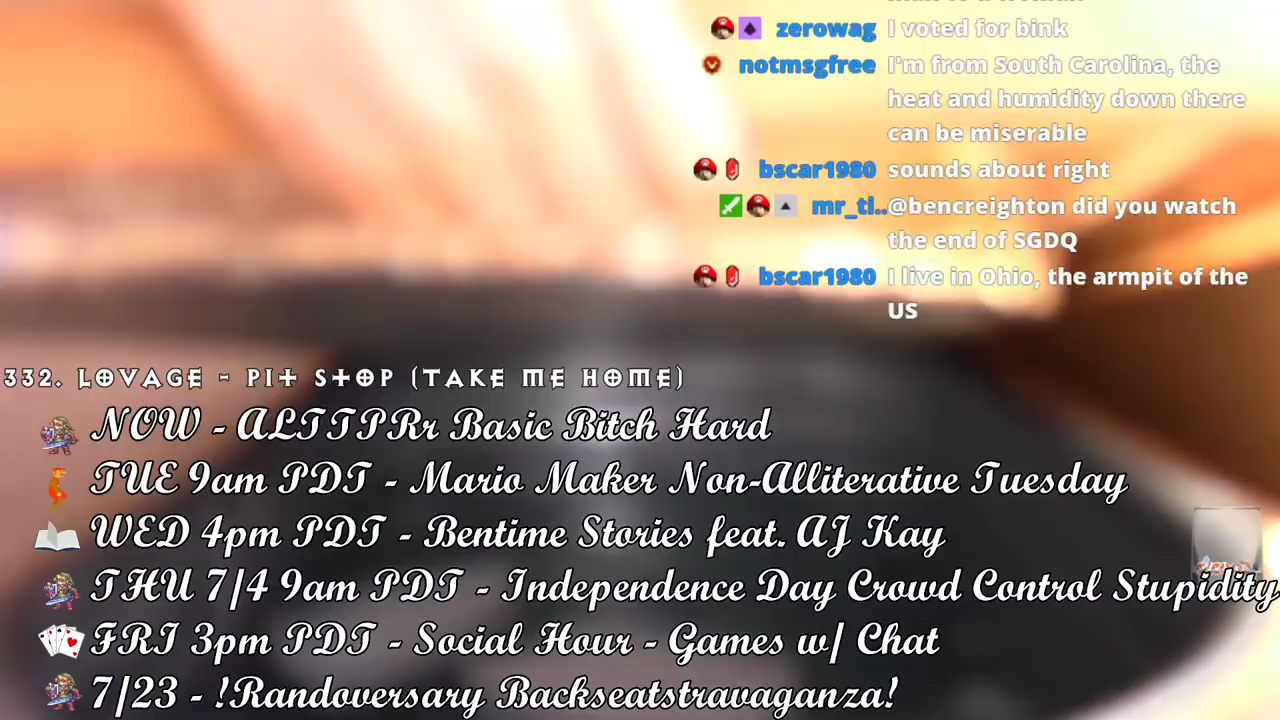 zerowag I voted for bink
notmsgfree I'm from South Carolina, the
heat and humidity down there
can be miserable
bscar1980 sounds about right
mr_ti.. @bencreighton did you watch
the end of SGDQ
bscar1980 I live in Ohio, the armpit of the
US
332. LOVAGE - PIT STOP (TAKE ME HOME)
NOW - ALTTPRr Basic Bitch Hard
TUE 9am PDT - Mario Maker Non-Alliterative Tuesday
WED 4pm PDT - Bentime Stories feat. AJ Kay
THU 7/4 9am PDT - Independence Day Crowd Control Stupidity
FRI 3pm PDT - Social Hour - Games w/ Chat
7/23 - !Randoversary Backseatstravaganza!